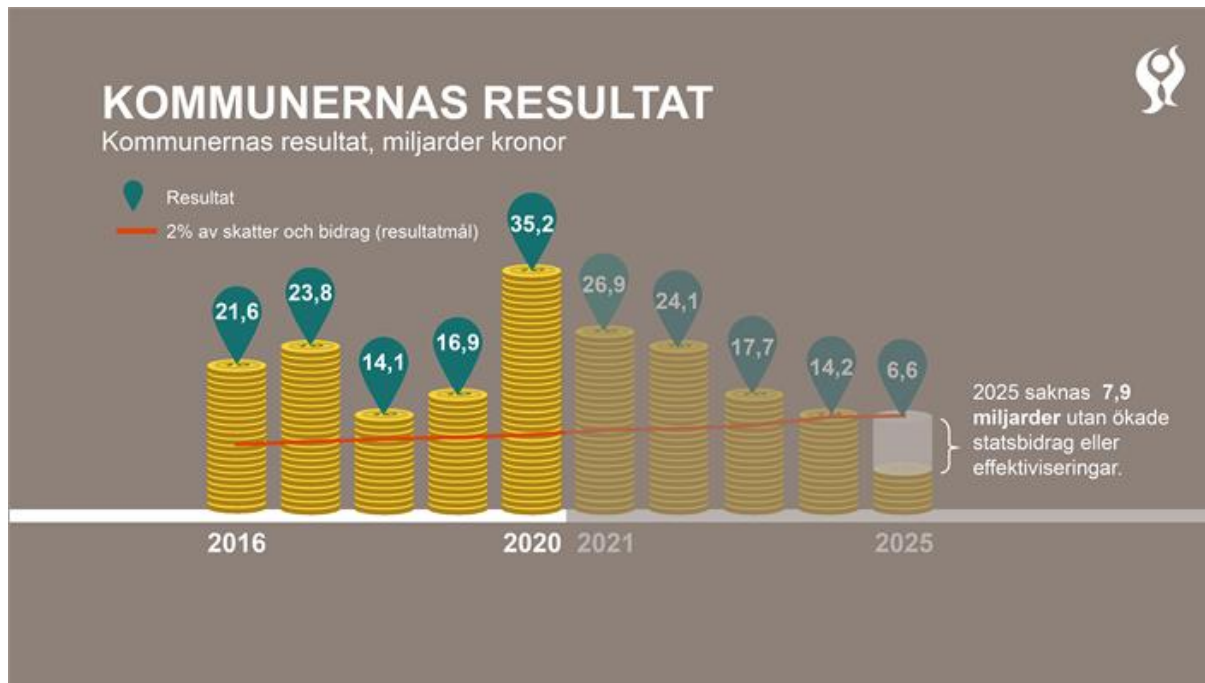 KOMMUNERNAS RESULTAT
Kommunernas resultat, miljarder kronor
Resultat
2% av skatter och bidrag (resultatmål)
21,6
23,8
14,1
16,9
35,2
26,9
24,1
17,7
14,2
6,6
2025 saknas 7,9
miljarder utan ökade
statsbidrag eller
effektiviseringar.
2016
2020
2021
2025